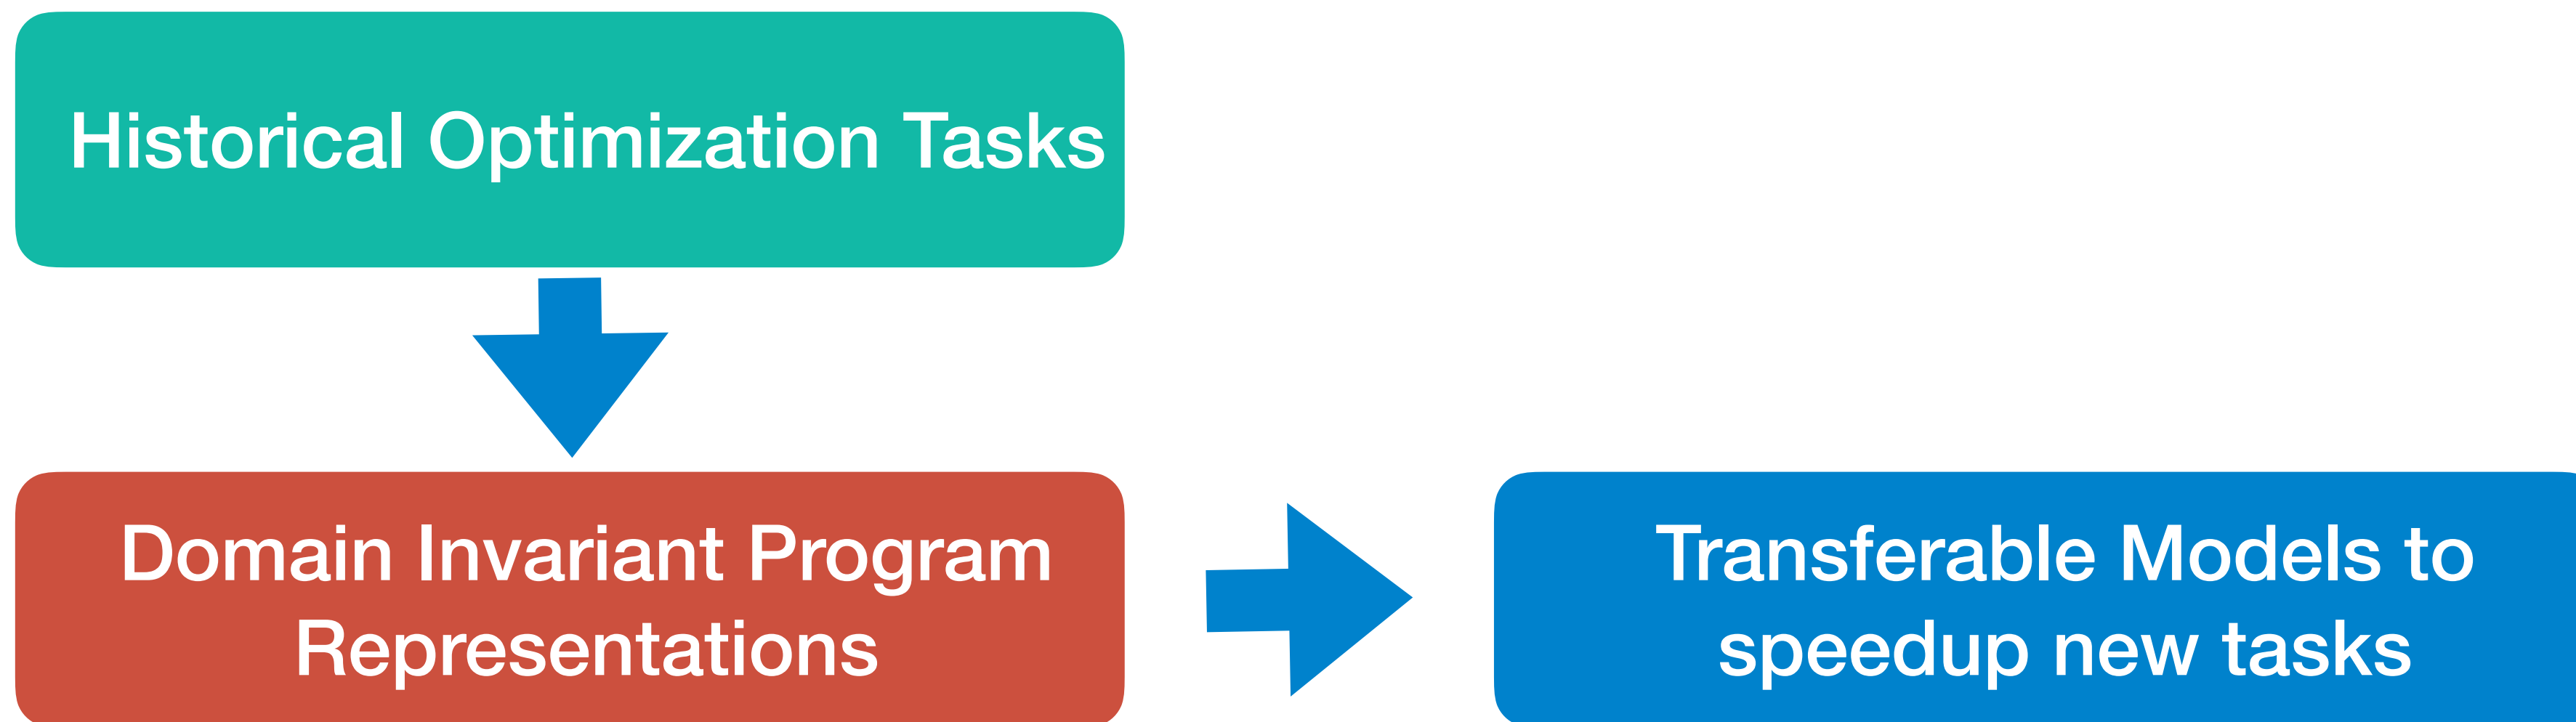 Historical Optimization Tasks
Domain Invariant Program
Representations
Transferable Models to
speedup new tasks